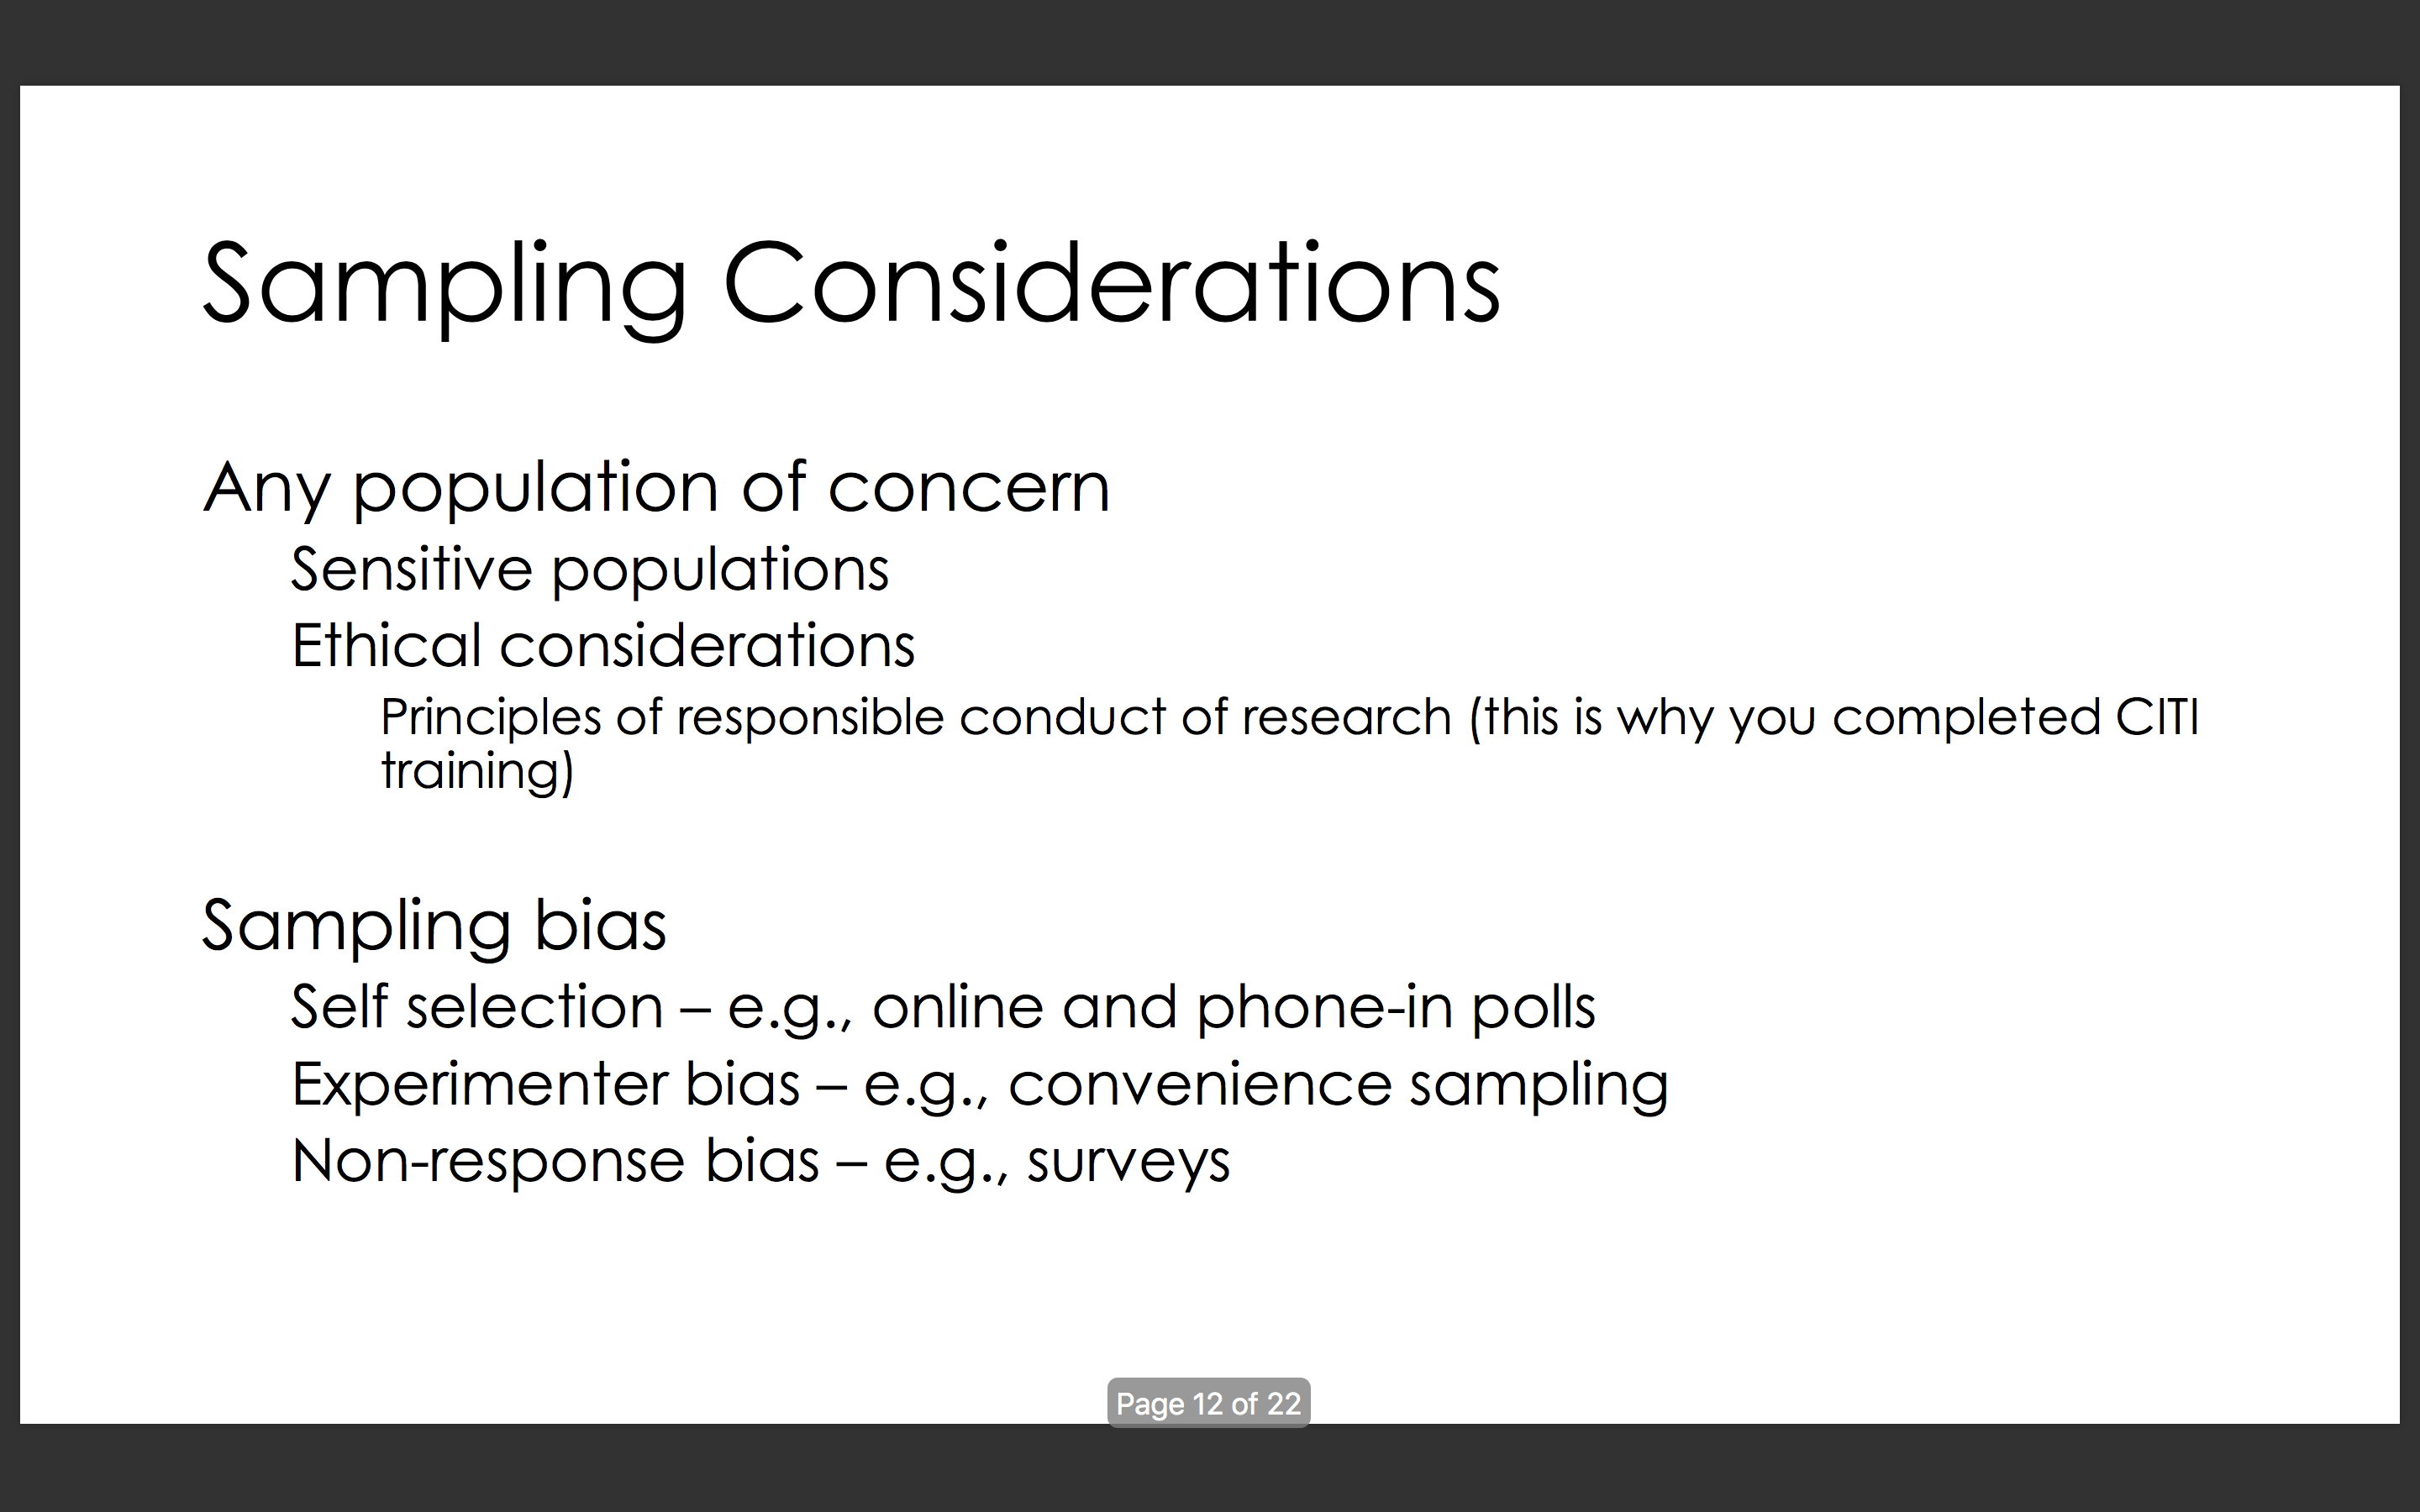 Sampling Considerations
Any population of concern
Sensitive populations
Ethical considerations
Principles of responsible conduct of research (this is why you completed CITI
training)
Sampling bias
Self selection – e.g., online and phone-in polls
Experimenter bias – e.g., convenience sampling
Non-response bias – e.g., surveys
Page 12 of 22